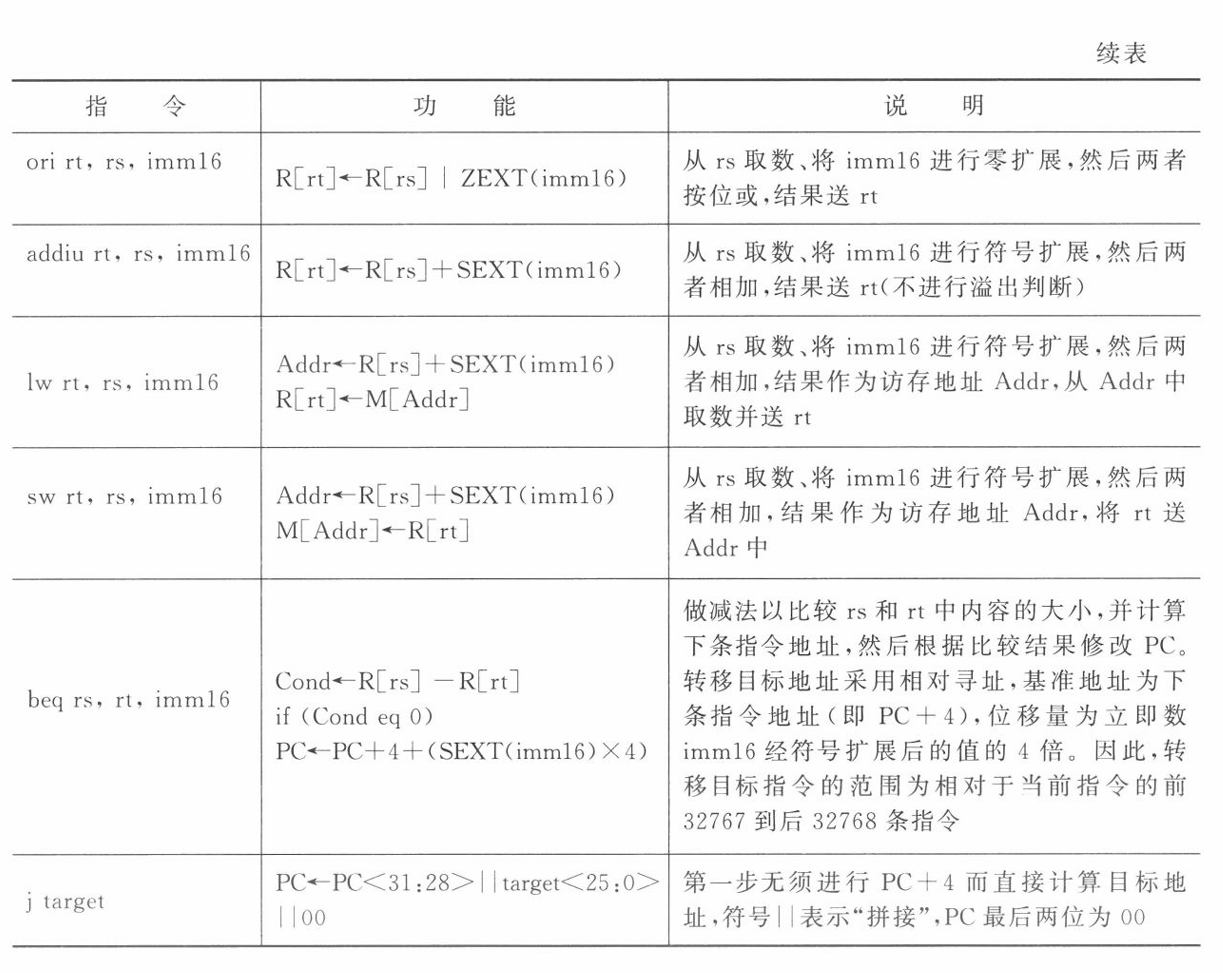 续表
指 令 功 能 说 明
ori rt, rs, imm16
R[rt]←R[rs] | ZEXT(imm16)
从 rs 取数、将 imm16 进行零扩展,然后两者
按位或,结果送 rt
addiu rt, rs, imm16
R[rt]←R[rs]+SEXT(imm16)
从 rs 取数、将 imm16 进行符号扩展,然后两
者相加,结果送 rt(不进行溢出判断)
lw rt, rs, imm16
Addr←R[rs]+SEXT(imm16)
R[rt]←M[Addr]
从 rs 取数、将 imm16 进行符号扩展,然后两
者相加,结果作为访存地址 Addr,从 Addr 中
取数并送 rt
sw rt, rs, imm16
Addr←R[rs]+SEXT(imm16)
M[Addr]←R[rt]
从 rs 取数、将 imm16 进行符号扩展,然后两
者相加,结果作为访存地址 Addr,将 rt 送
Addr 中
beq rs, rt, imm16
Cond←R[rs] −R[rt]
if (Cond eq 0)
PC←PC+4+(SEXT(imm16)×4)
做减法以比较 rs 和 rt 中内容的大小,并计算
下条指令地址,然后根据比较结果修改 PC。
转移目标地址采用相对寻址,基准地址为下
条指令地址(即 PC+4),位移量为立即数
imm16 经符号扩展后的值的 4 倍。因此,转
移目标指令的范围为相对于当前指令的前
32767 到后 32768 条指令
j target
PC←PC<31:28>||target<25:0>
||00
第一步无须进行 PC+4 而直接计算目标地
址,符号||表示“拼接”,PC 最后两位为 00